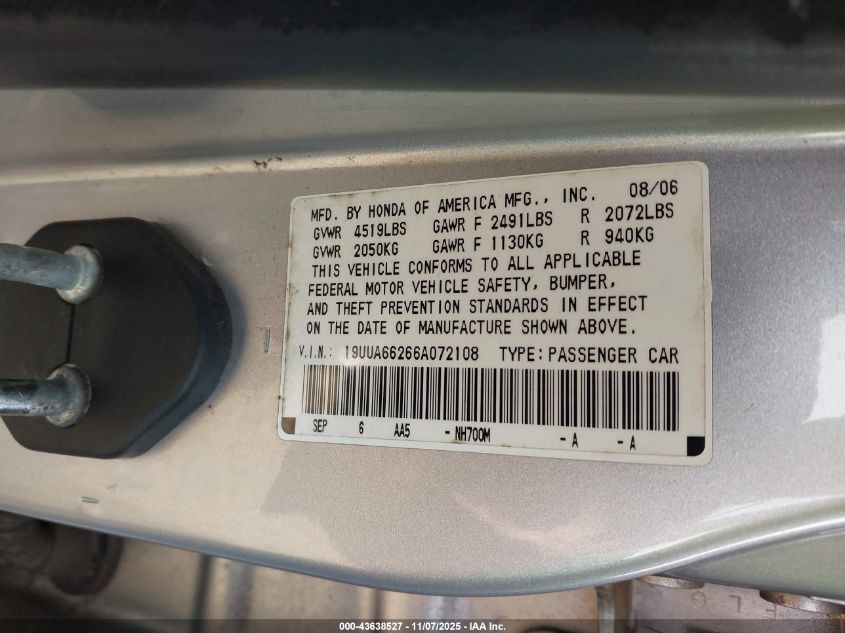 MFD. BY HONDA OF AMERICA MFG., INC. 08/06
GVWR 4519LBS GAWR F 2491LBS R 2072LBS
GVWR 2050KG GAWR F 1130KG R 940KG
THIS VEHICLE CONFORMS TO ALL APPLICABLE
FEDERAL MOTOR VEHICLE SAFETY, BUMPER,
AND THEFT PREVENTION STANDARDS IN EFFECT
ON THE DATE OF MANUFACTURE SHOWN ABOVE.
V.I.N.: 19UUA66266A072108 TYPE: PASSENGER CAR
SEP 6 AA5 - NH700M - A - A
F L C
000-43638527 - 11/07/2025 - IAA Inc.